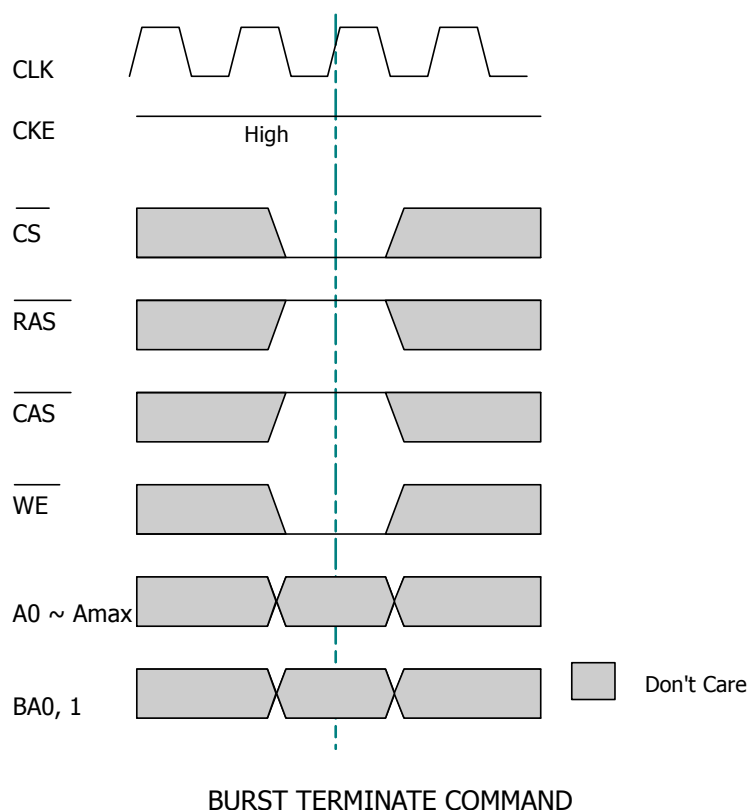 CLK
CKE
High
CS
RAS
CAS
WE
A0 ~ Amax
BA0, 1
Don't Care
BURST TERMINATE COMMAND